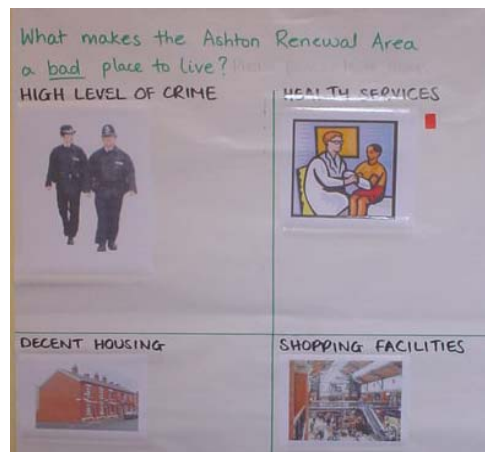 What makes the Ashton Renewal Area
a bad place to live?
HIGH LEVEL OF CRIME
HEALTH SERVICES
DECENT HOUSING
SHOPPING FACILITIES